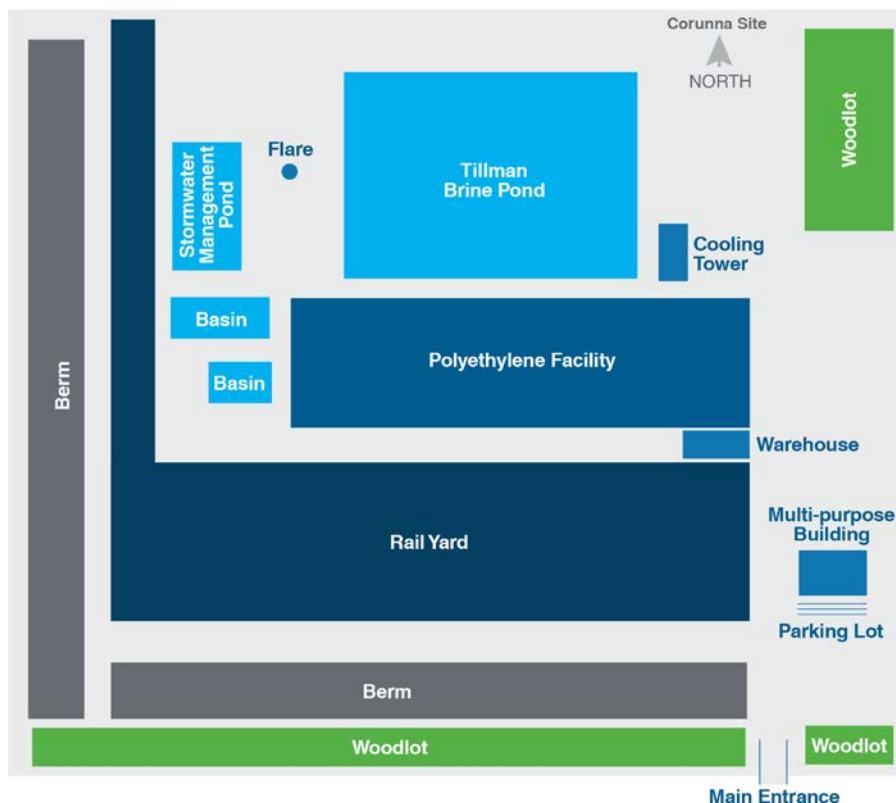 Corunna Site
NORTH
Woodlot
Flare
Stormwater
Management
Pond
Tillman
Brine Pond
Cooling
Tower
Basin
Polyethylene Facility
Basin
Berm
Warehouse
Multi-purpose
Building
Rail Yard
Parking Lot
Berm
Woodlot
Woodlot
Main Entrance